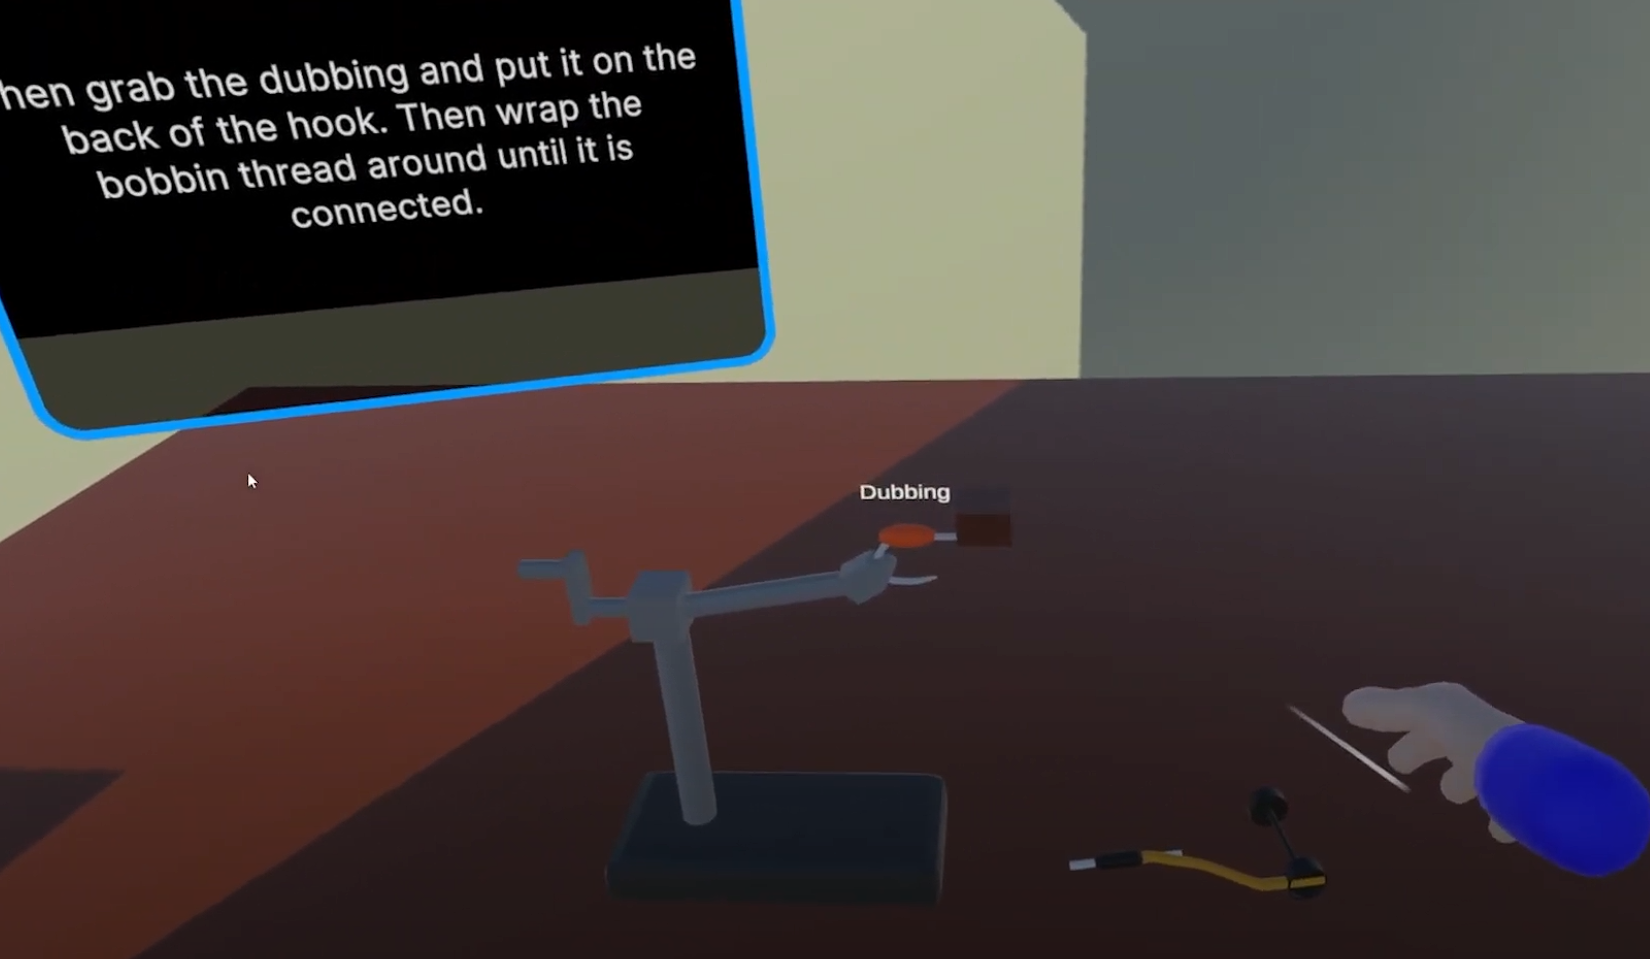 hen grab the dubbing and put it on the
back of the hook. Then wrap the
bobbin thread around until it is
connected.
Dubbing